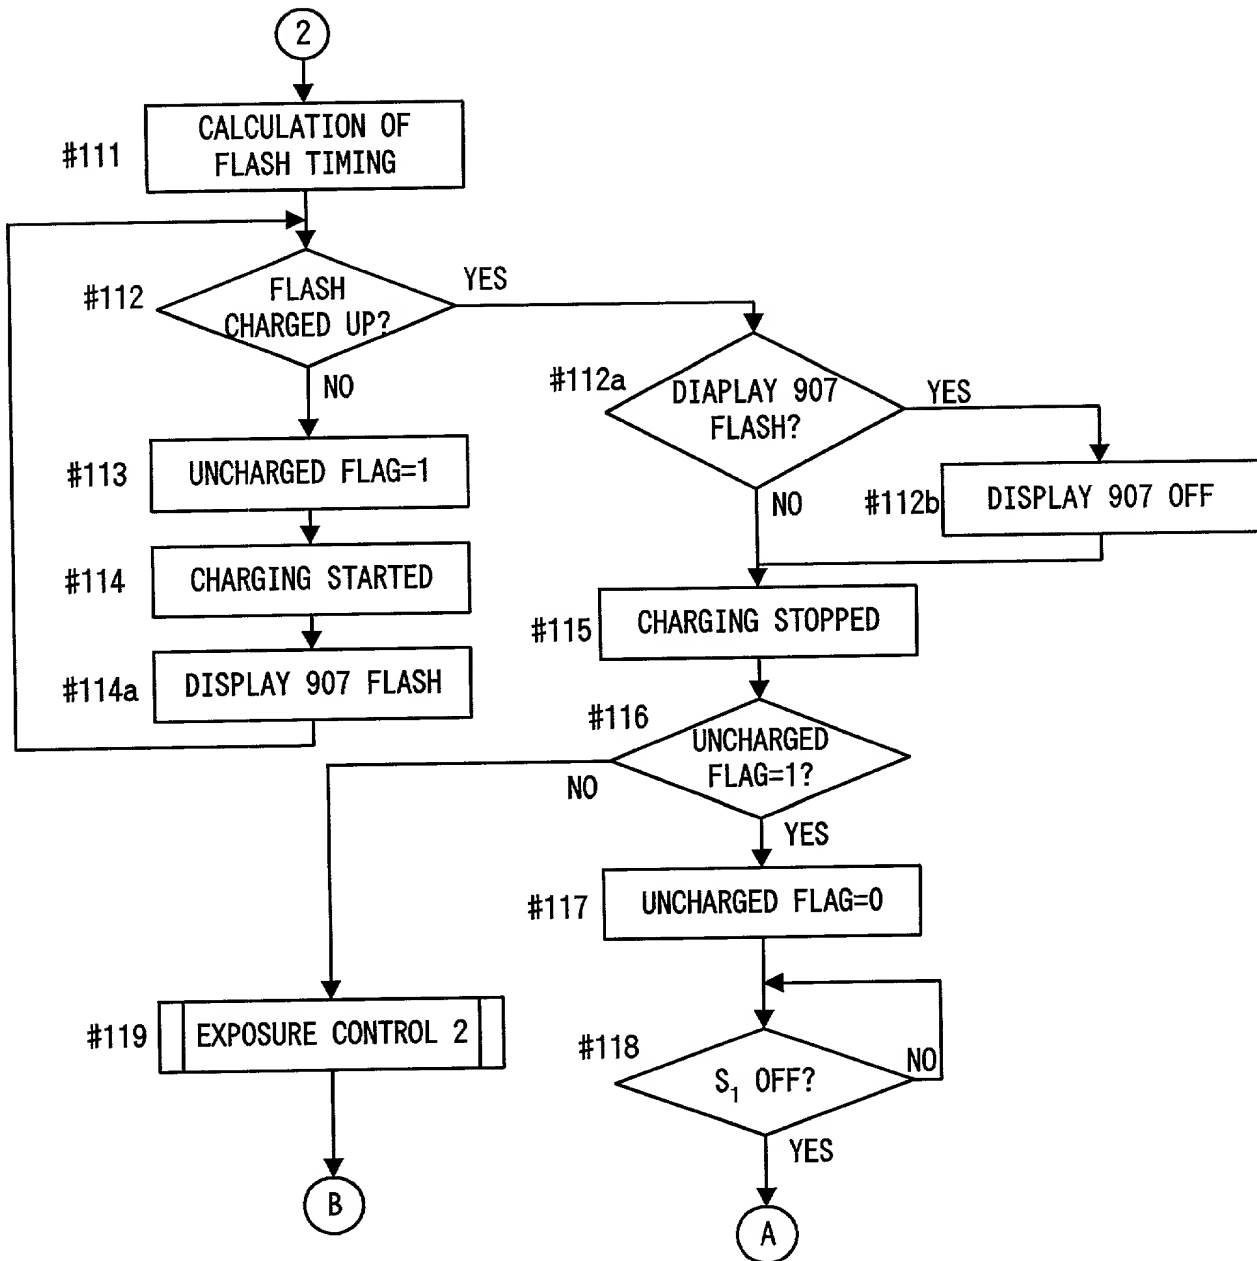 2
#111
CALCULATION OF
FLASH TIMING
#112
FLASH
CHARGED UP?
YES
NO
#112a
DIAPLAY 907
FLASH?
YES
NO
#112b
DISPLAY 907 OFF
#113
UNCHARGED FLAG=1
#114
CHARGING STARTED
#114a
DISPLAY 907 FLASH
#115
CHARGING STOPPED
#116
UNCHARGED
FLAG=1?
NO
YES
#117
UNCHARGED FLAG=0
#119
EXPOSURE CONTROL 2
#118
S₁ OFF?
NO
YES
B
A